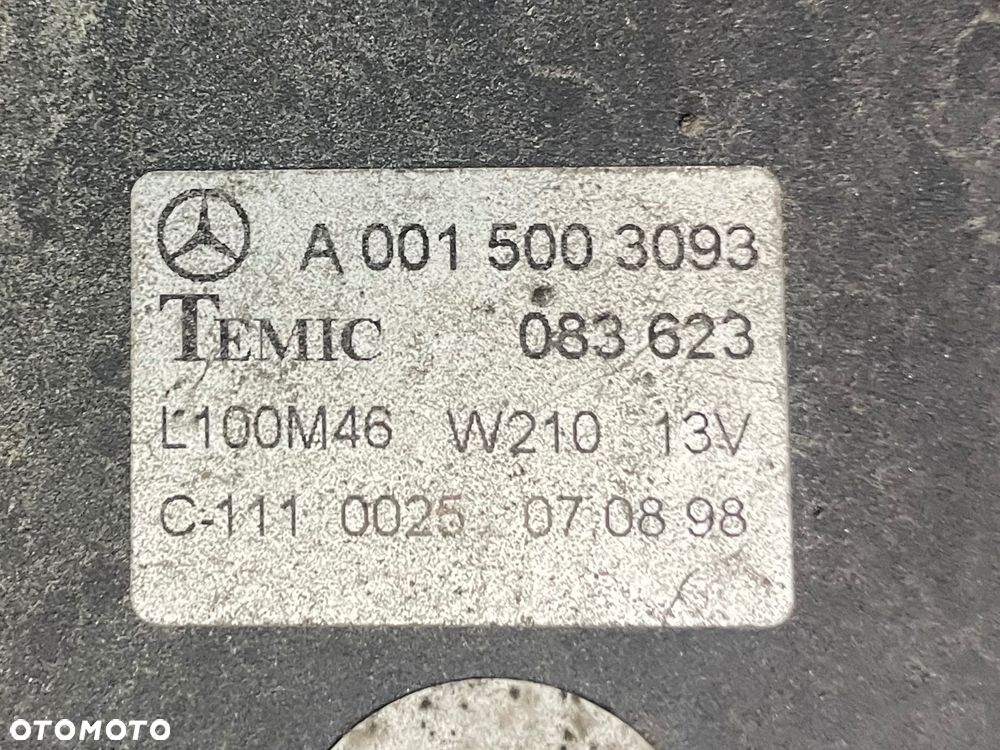 A 001 500 3093
TEMIC 083 623
L100M46 W210 13V
C-111 0025 07.08 98
OTOMOTO